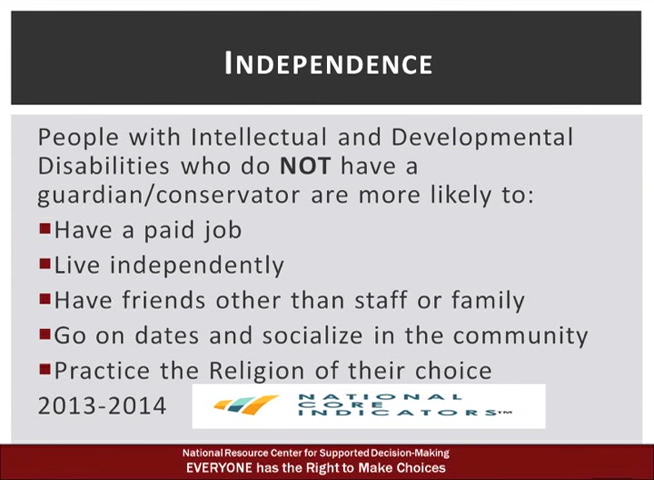 INDEPENDENCE
People with Intellectual and Developmental
Disabilities who do NOT have a
guardian/conservator are more likely to:
▪Have a paid job
▪Live independently
▪Have friends other than staff or family
▪Go on dates and socialize in the community
▪Practice the Religion of their choice
2013-2014
NATIONAL
CORE
INDICATORS™
National Resource Center for Supported Decision-Making
EVERYONE has the Right to Make Choices